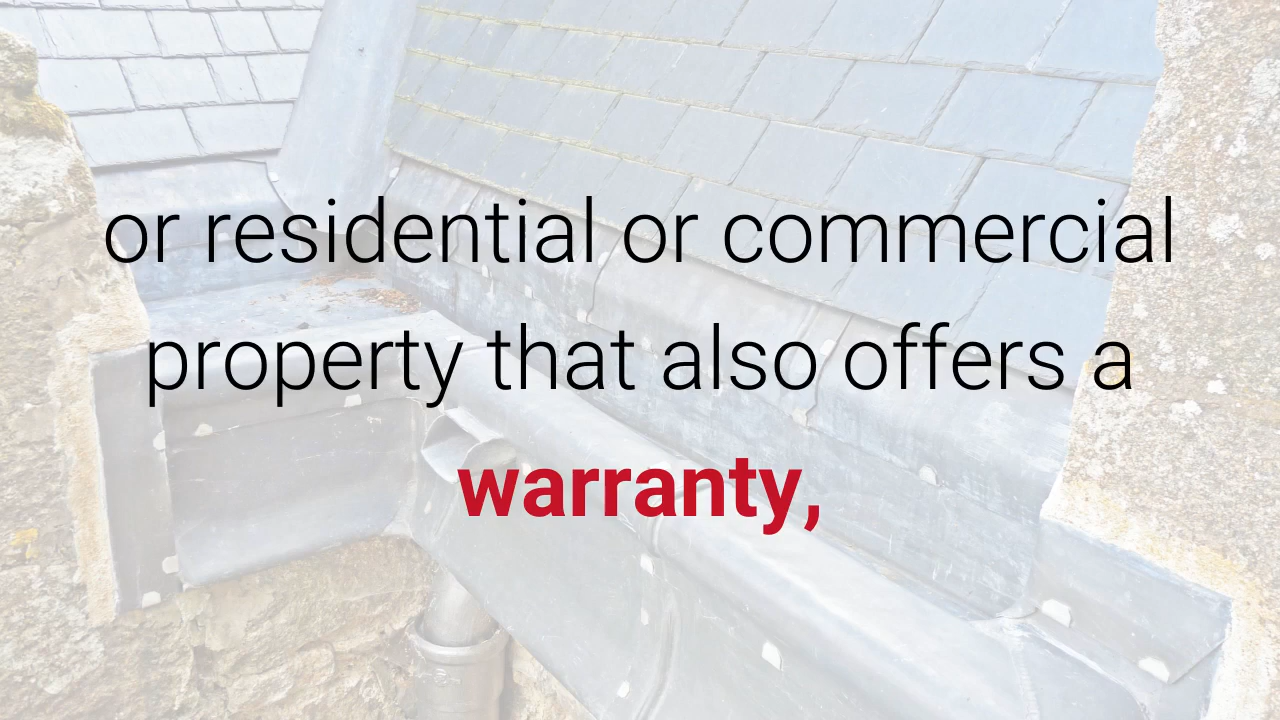 or residential or commercial
property that also offers a
warranty,